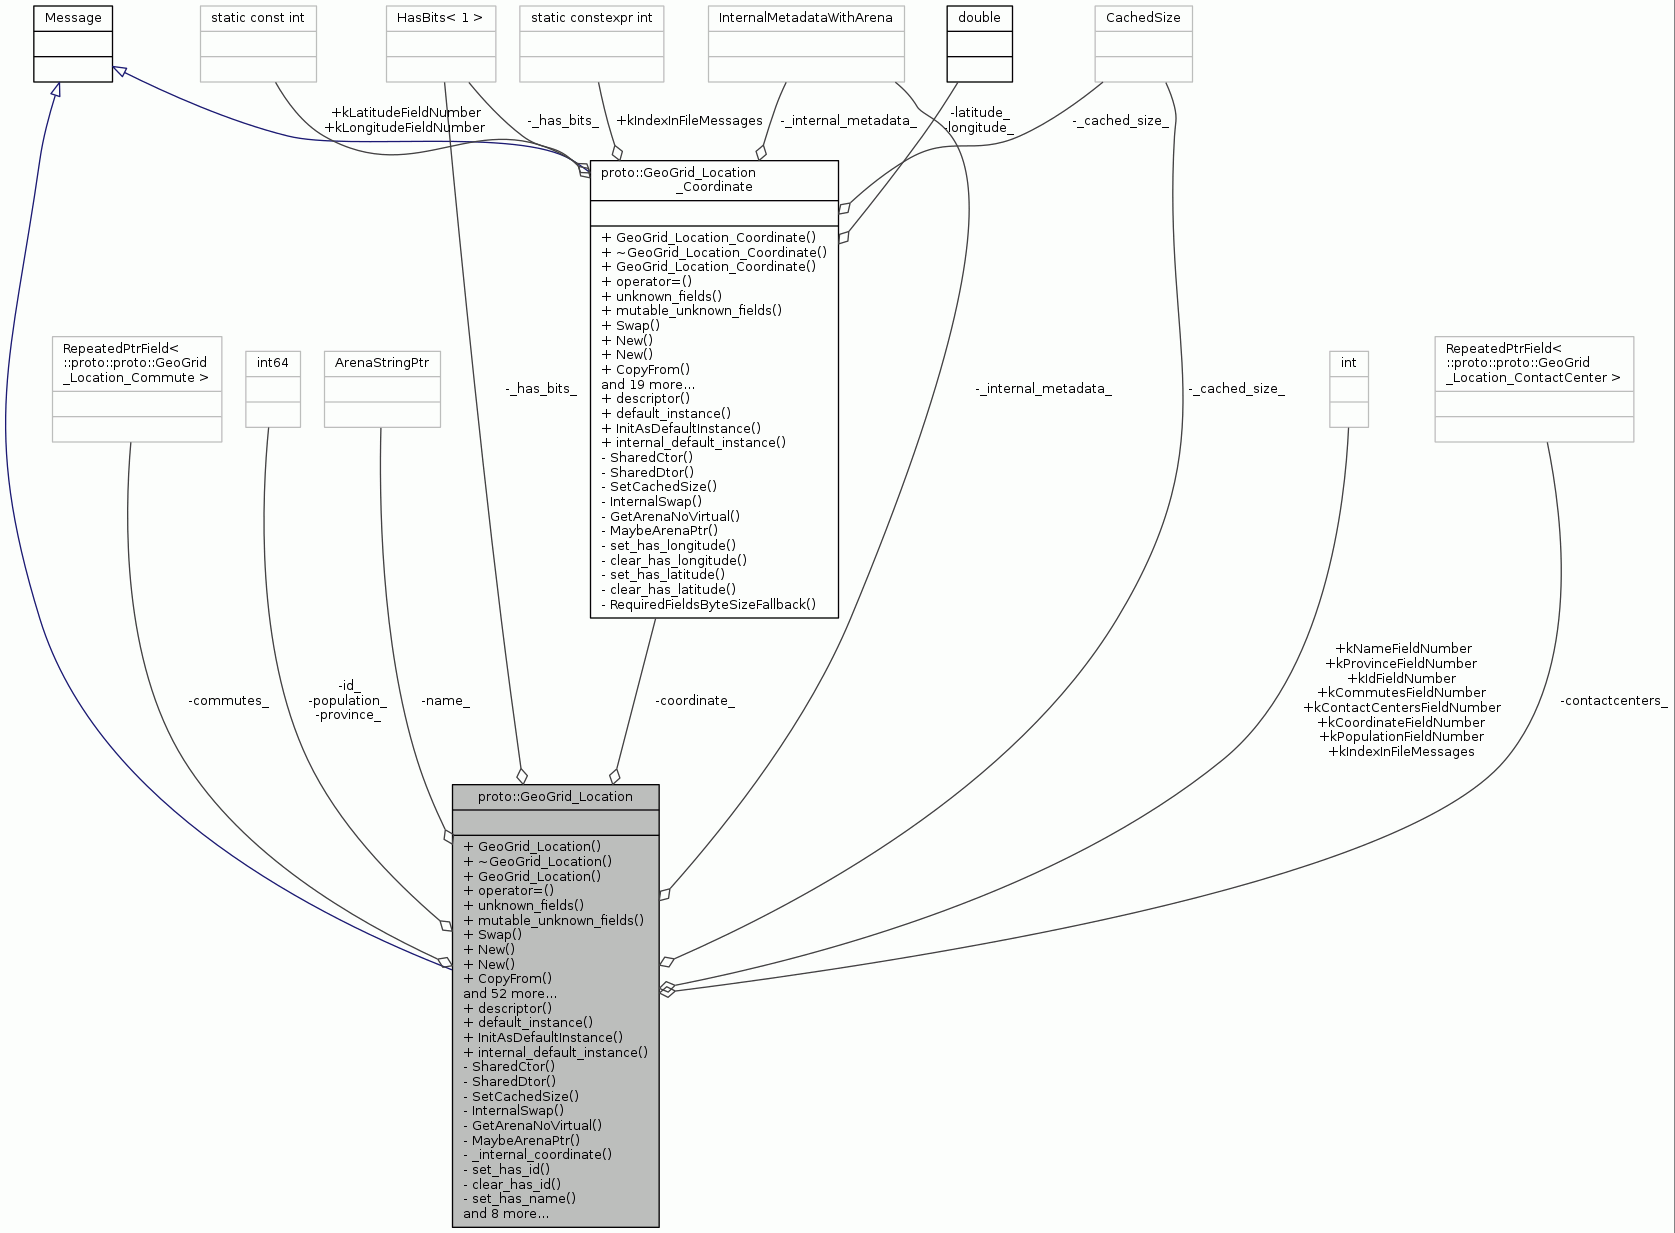 Message
static const int
HasBits< 1 >
static constexpr int
InternalMetadataWithArena
double
CachedSize
+kLatitudeFieldNumber
+kLongitudeFieldNumber
-_has_bits_
+kIndexInFileMessages
-_internal_metadata_
-latitude_
-longitude_
-_cached_size_
proto::GeoGrid_Location
_Coordinate
+ GeoGrid_Location_Coordinate()
+ ~GeoGrid_Location_Coordinate()
+ GeoGrid_Location_Coordinate()
+ operator=()
+ unknown_fields()
+ mutable_unknown_fields()
+ Swap()
+ New()
+ New()
+ CopyFrom()
and 19 more...
+ descriptor()
+ default_instance()
+ InitAsDefaultInstance()
+ internal_default_instance()
- SharedCtor()
- SharedDtor()
- SetCachedSize()
- InternalSwap()
- GetArenaNoVirtual()
- MaybeArenaPtr()
- set_has_longitude()
- clear_has_longitude()
- set_has_latitude()
- clear_has_latitude()
- RequiredFieldsByteSizeFallback()
RepeatedPtrField<
::proto::proto::GeoGrid
_Location_Commute >
int64
ArenaStringPtr
-_has_bits_
-_internal_metadata_
-_cached_size_
int
RepeatedPtrField<
::proto::proto::GeoGrid
_Location_ContactCenter >
-commutes_
-id_
-population_
-province_
-name_
-coordinate_
+kNameFieldNumber
+kProvinceFieldNumber
+kIdFieldNumber
+kCommutesFieldNumber
+kContactCentersFieldNumber
+kCoordinateFieldNumber
+kPopulationFieldNumber
+kIndexInFileMessages
-contactcenters_
proto::GeoGrid_Location
+ GeoGrid_Location()
+ ~GeoGrid_Location()
+ GeoGrid_Location()
+ operator=()
+ unknown_fields()
+ mutable_unknown_fields()
+ Swap()
+ New()
+ New()
+ CopyFrom()
and 52 more...
+ descriptor()
+ default_instance()
+ InitAsDefaultInstance()
+ internal_default_instance()
- SharedCtor()
- SharedDtor()
- SetCachedSize()
- InternalSwap()
- GetArenaNoVirtual()
- MaybeArenaPtr()
- _internal_coordinate()
- set_has_id()
- clear_has_id()
- set_has_name()
and 8 more...